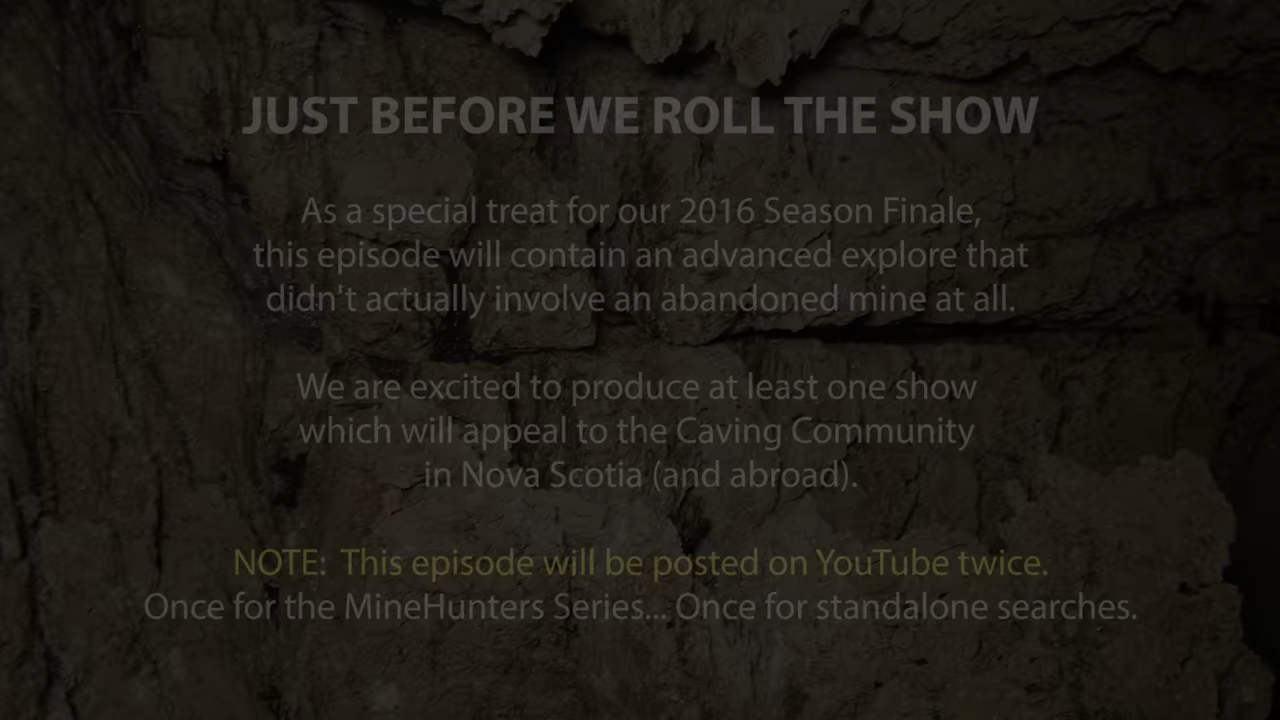 JUST BEFORE WE ROLL THE SHOW
As a special treat for our 2016 Season Finale,
this episode will contain an advanced explore that
didn't actually involve an abandoned mine at all.
We are excited to produce at least one show
which will appeal to the Caving Community
in Nova Scotia (and abroad).
NOTE:  This episode will be posted on YouTube twice.
Once for the MineHunters Series... Once for standalone searches.